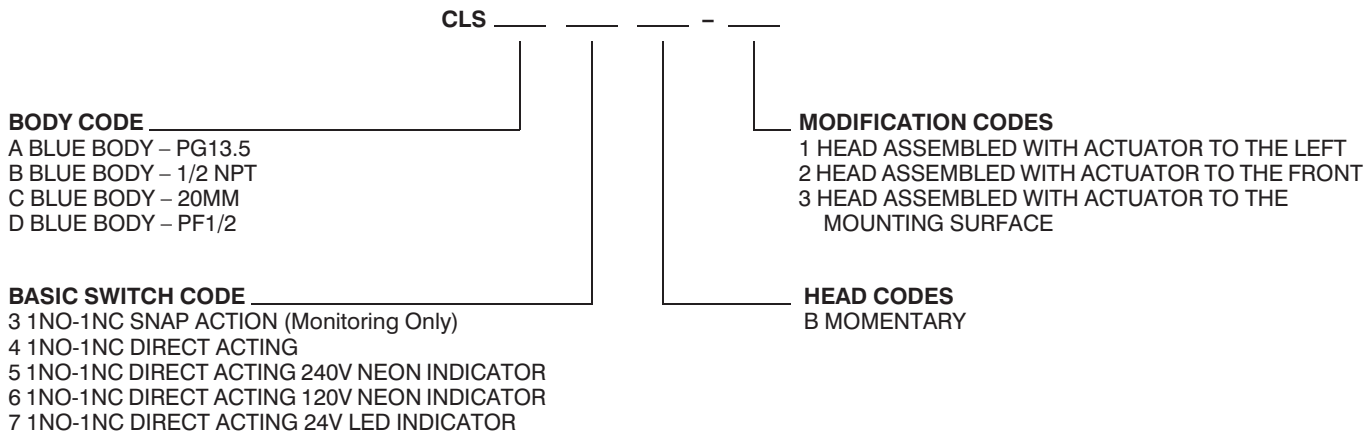 CLS ____ ____ ____ – ____
BODY CODE
A BLUE BODY – PG13.5
B BLUE BODY – 1/2 NPT
C BLUE BODY – 20MM
D BLUE BODY – PF1/2
BASIC SWITCH CODE
3 1NO-1NC SNAP ACTION (Monitoring Only)
4 1NO-1NC DIRECT ACTING
5 1NO-1NC DIRECT ACTING 240V NEON INDICATOR
6 1NO-1NC DIRECT ACTING 120V NEON INDICATOR
7 1NO-1NC DIRECT ACTING 24V LED INDICATOR
MODIFICATION CODES
1 HEAD ASSEMBLED WITH ACTUATOR TO THE LEFT
2 HEAD ASSEMBLED WITH ACTUATOR TO THE FRONT
3 HEAD ASSEMBLED WITH ACTUATOR TO THE
MOUNTING SURFACE
HEAD CODES
B MOMENTARY